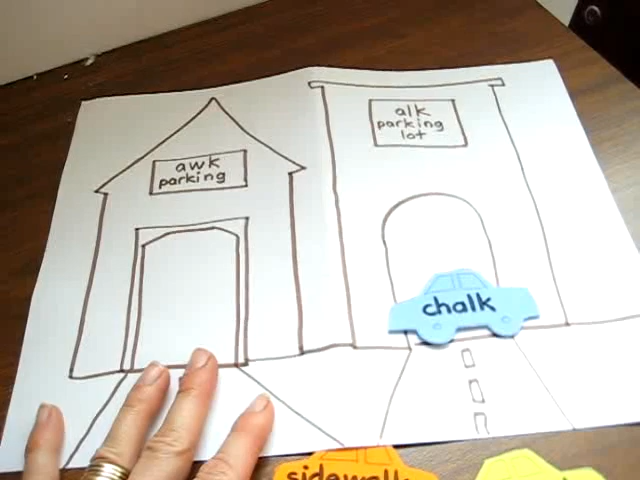 awk
parking
alk
parking
lot
chalk
sidewalk